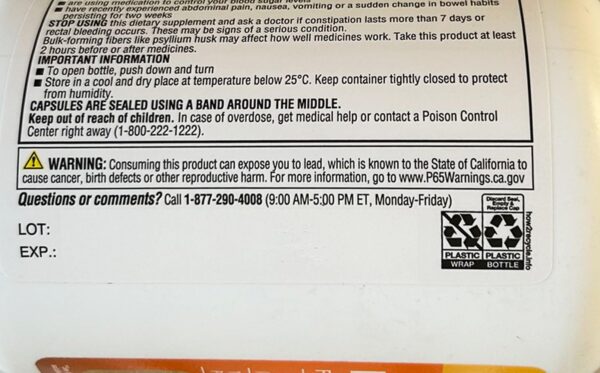 ■ are using medication to control your blood sugar levels
■ have recently experienced abdominal pain, nausea, vomiting or a sudden change in bowel habits
persisting for two weeks
STOP USING this dietary supplement and ask a doctor if constipation lasts more than 7 days or
rectal bleeding occurs. These may be signs of a serious condition.
Bulk-forming fibers like psyllium husk may affect how well medicines work. Take this product at least
2 hours before or after medicines.
IMPORTANT INFORMATION
■ To open bottle, push down and turn
■ Store in a cool and dry place at temperature below 25°C. Keep container tightly closed to protect
from humidity.
CAPSULES ARE SEALED USING A BAND AROUND THE MIDDLE.
Keep out of reach of children. In case of overdose, get medical help or contact a Poison Control
Center right away (1-800-222-1222).
WARNING: Consuming this product can expose you to lead, which is known to the State of California to
cause cancer, birth defects or other reproductive harm. For more information, go to www.P65Warnings.ca.gov
Questions or comments? Call 1-877-290-4008 (9:00 AM-5:00 PM ET, Monday-Friday)
LOT:
EXP.:
Discard Seal,
Empty &
Replace Cap
PLASTIC
WRAP
PLASTIC
BOTTLE
how2recycle.info